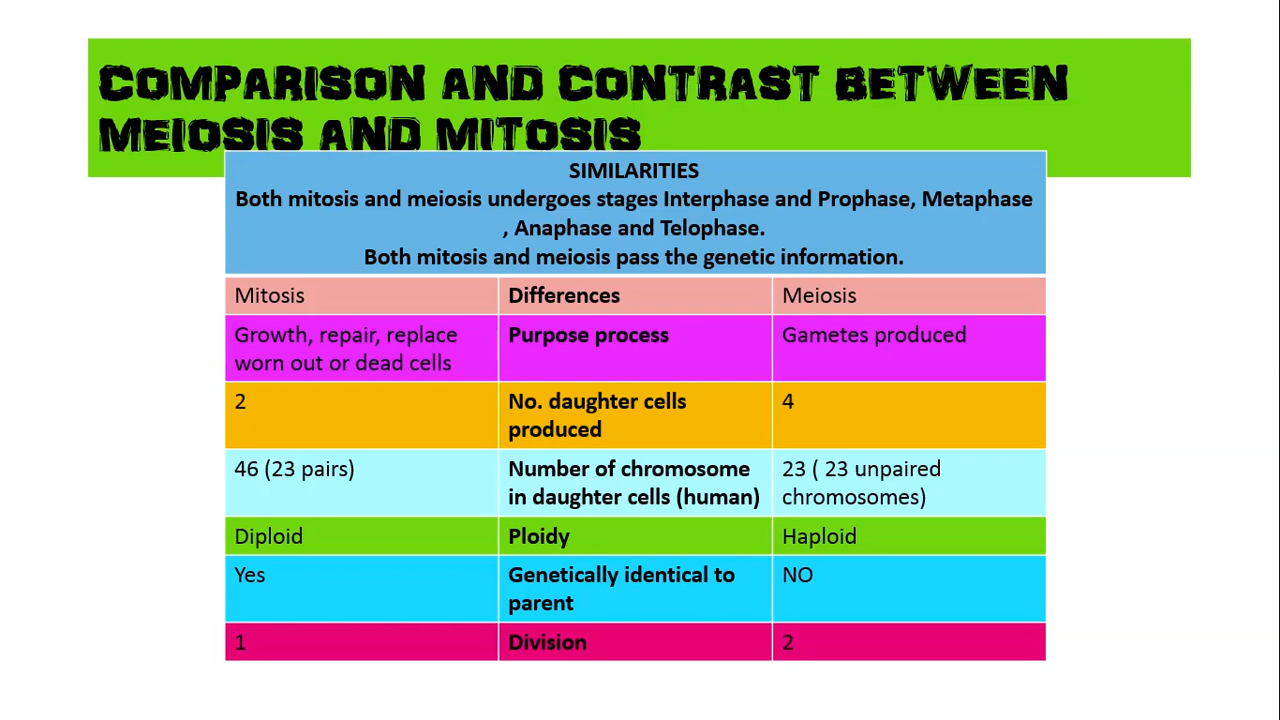 COMPARISON AND CONTRAST BETWEEN
MEIOSIS AND MITOSIS
SIMILARITIES
Both mitosis and meiosis undergoes stages Interphase and Prophase, Metaphase
, Anaphase and Telophase.
Both mitosis and meiosis pass the genetic information.
Mitosis Differences Meiosis
Growth, repair, replace Purpose process Gametes produced
worn out or dead cells
2 No. daughter cells 4
produced
46 (23 pairs) Number of chromosome 23 ( 23 unpaired
in daughter cells (human) chromosomes)
Diploid Ploidy Haploid
Yes Genetically identical to NO
parent
1 Division 2